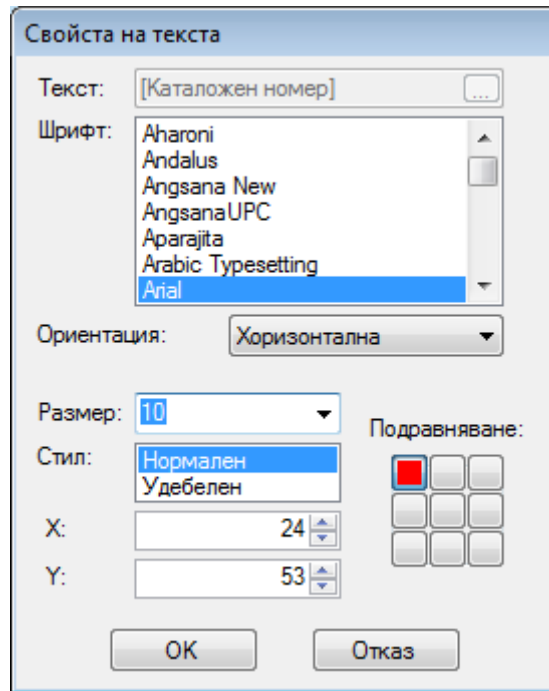 Свойста на текста
Текст: [Каталожен номер] ...
Шрифт: Aharoni
Andalus
Angsana New
AngsanaUPC
Aparajita
Arabic Typesetting
Arial
Ориентация: Хоризонтална
Размер: 10
Подравняване:
Стил: Нормален
Удебелен
X: 24
Y: 53
OK Отказ